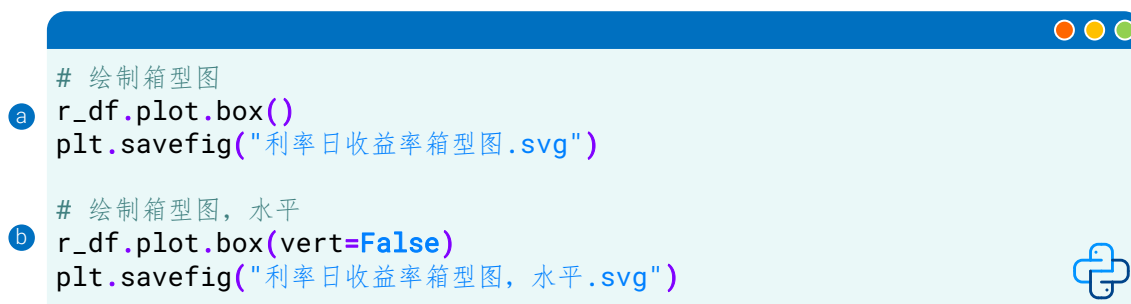 # 绘制箱型图
a r_df.plot.box()
plt.savefig("利率日收益率箱型图.svg")
# 绘制箱型图，水平
b r_df.plot.box(vert=False)
plt.savefig("利率日收益率箱型图，水平.svg")